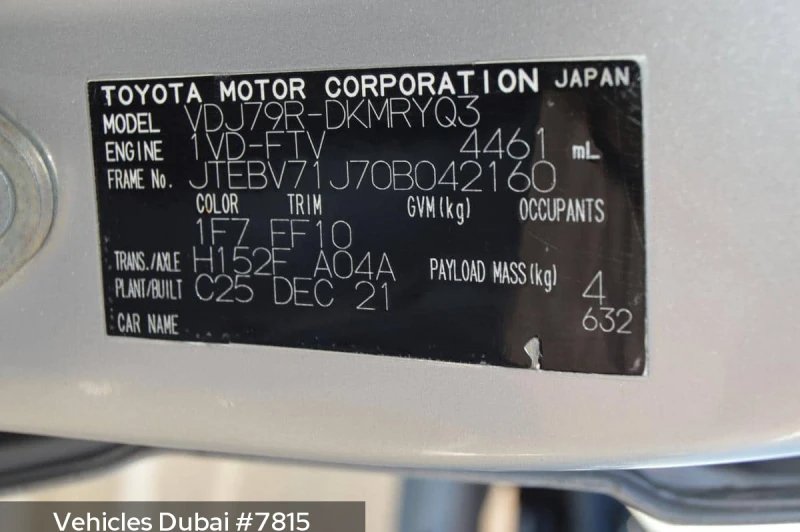 TOYOTA MOTOR CORPORATION JAPAN
MODEL VDJ79R-DKMRYQ3
ENGINE 1VD-FTV 4461 mL
FRAME No. JTEBV71J70B042160
COLOR TRIM GVM(kg) OCCUPANTS
1F7 FF10
TRANS./AXLE H152F A04A PAYLOAD MASS(kg) 4
PLANT/BUILT C25 DEC 21 632
CAR NAME
Vehicles Dubai #7815